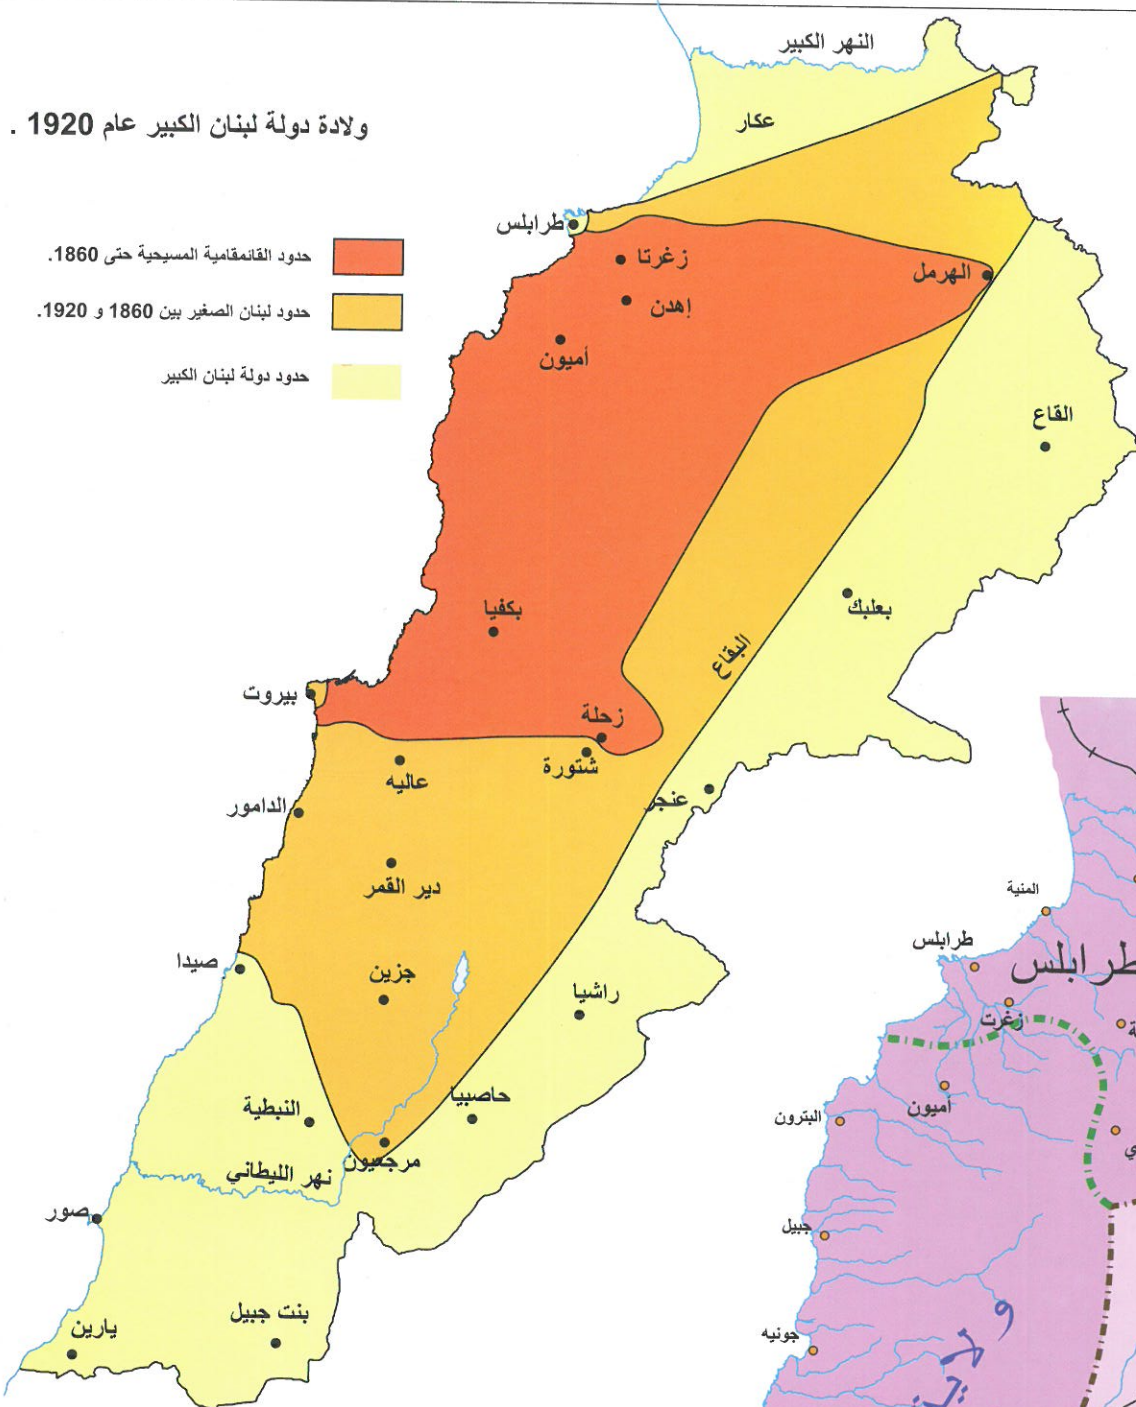 النهر الكبير
ولادة دولة لبنان الكبير عام 1920 .
عكار
طرابلس
حدود القائمقامية المسيحية حتى 1860.
زغرتا
الهرمل
حدود لبنان الصغير بين 1860 و 1920.
إهدن
أميون
حدود دولة لبنان الكبير
القاع
بعلبك
بكفيا
البقاع
بيروت
زحلة
شتورة
عاليه
عنجر
الدامور
دير القمر
صيدا
جزين
راشيا
حاصبيا
النبطية
مرجعيون
نهر الليطاني
صور
بنت جبيل
يارين
المنية
طرابلس
طرابلس
زغرت
أميون
البترون
جبيل
جونيه